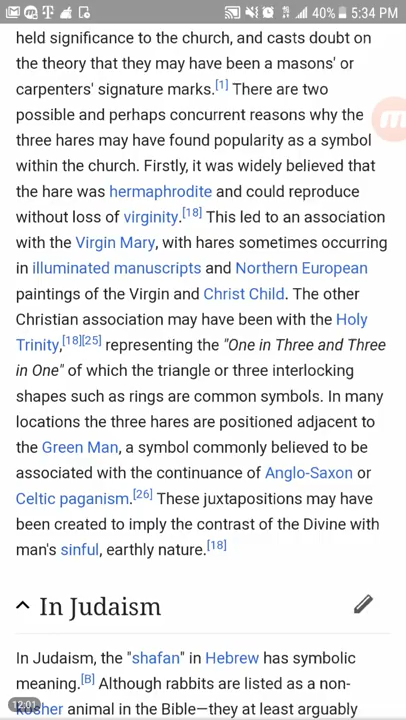 40% 5:34 PM
held significance to the church, and casts doubt on
the theory that they may have been a masons' or
carpenters' signature marks.[1] There are two
possible and perhaps concurrent reasons why the
three hares may have found popularity as a symbol
within the church. Firstly, it was widely believed that
the hare was hermaphrodite and could reproduce
without loss of virginity.[18] This led to an association
with the Virgin Mary, with hares sometimes occurring
in illuminated manuscripts and Northern European
paintings of the Virgin and Christ Child. The other
Christian association may have been with the Holy
Trinity,[18][25] representing the "One in Three and Three
in One" of which the triangle or three interlocking
shapes such as rings are common symbols. In many
locations the three hares are positioned adjacent to
the Green Man, a symbol commonly believed to be
associated with the continuance of Anglo-Saxon or
Celtic paganism.[26] These juxtapositions may have
been created to imply the contrast of the Divine with
man's sinful, earthly nature.[18]
In Judaism
In Judaism, the "shafan" in Hebrew has symbolic
meaning.[B] Although rabbits are listed as a non-
kosher animal in the Bible—they at least arguably
12:01